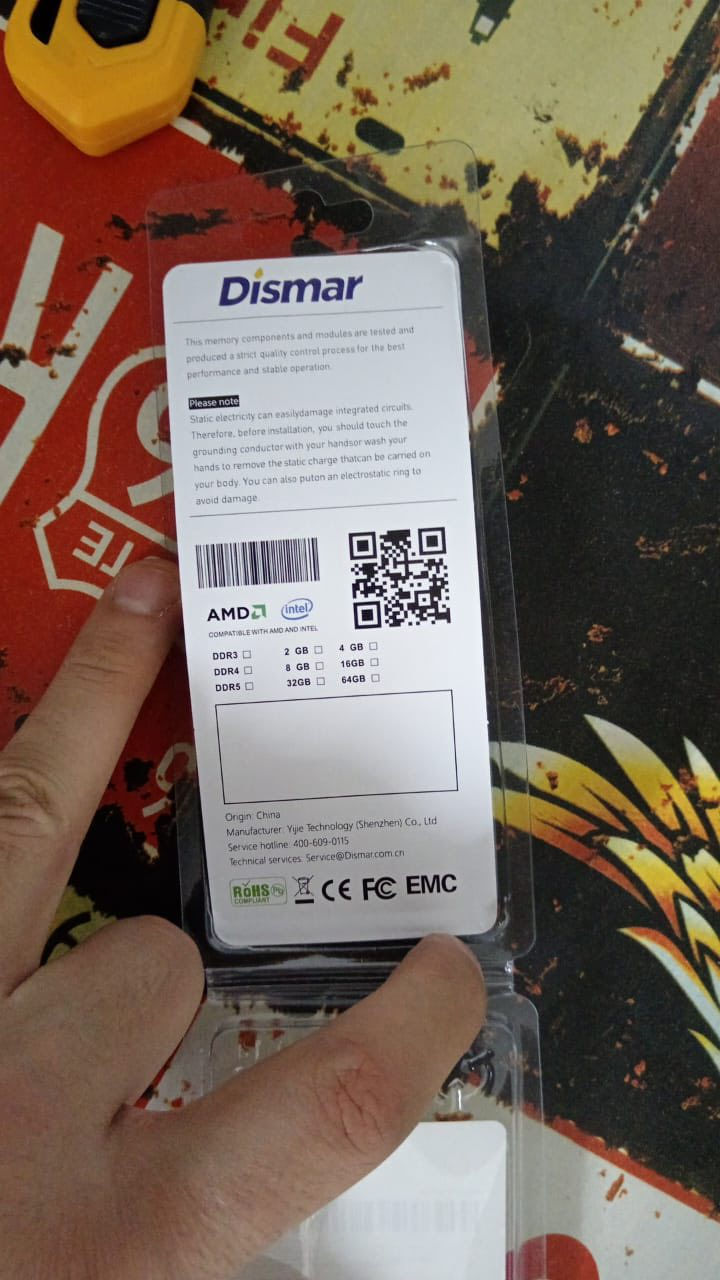 Dismar
This memory components and modules are tested and
produced a strict quality control process for the best
performance and stable operation.
Please note
Static electricity can easilydamage integrated circuits.
Therefore, before installation, you should touch the
grounding conductor with your handsor wash your
hands to remove the static charge thatcan be carried on
your body. You can also puton an electrostatic ring to
avoid damage.
AMD intel
COMPATIBLE WITH AMD AND INTEL
DDR3 2 GB 4 GB
DDR4 8 GB 16GB
DDR5 32GB 64GB
Origin: China
Manufacturer: Yijie Technology (Shenzhen) Co., Ltd
Service hotline: 400-609-0115
Technical services: Service@Dismar.com.cn
RoHS Pb
COMPLIANT
CE FC EMC